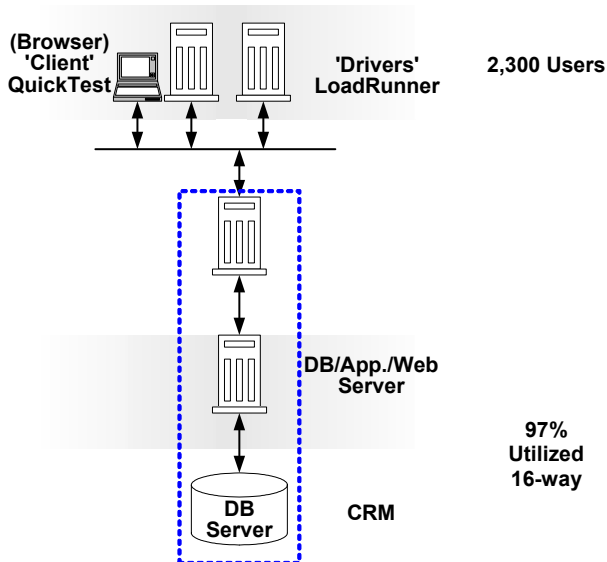 (Browser)
'Client'
QuickTest
'Drivers'
LoadRunner
2,300 Users
DB/App./Web
Server
97%
Utilized
16-way
DB
Server
CRM